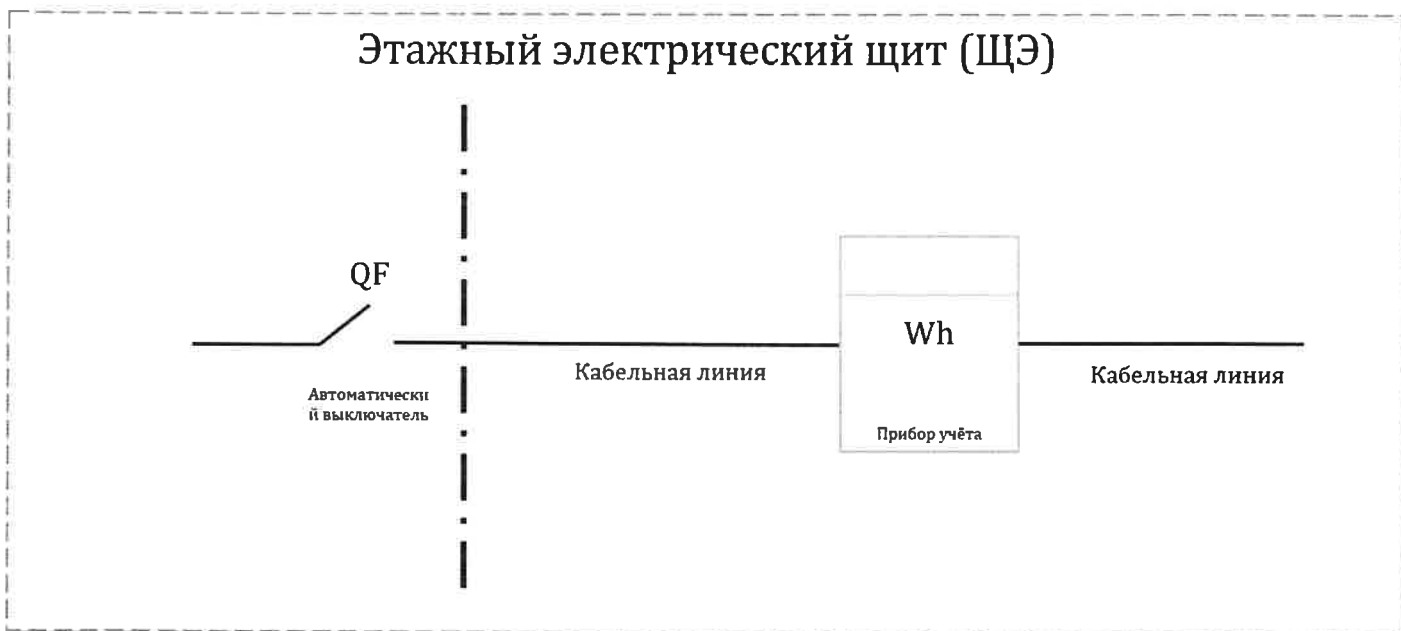 Этажный электрический щит (ЩЭ)
QF
Автоматически
й выключатель
Кабельная линия
Wh
Прибор учёта
Кабельная линия